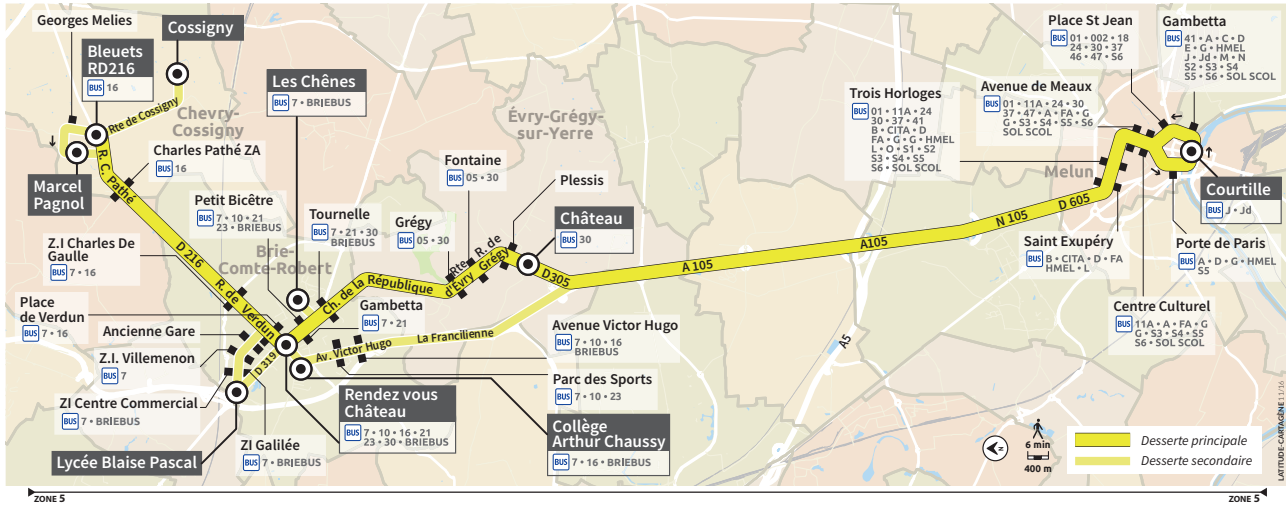 Georges Melies
Cossigny
Bleuets
RD216
BUS 16
Rte de Cossigny
Chevry-
Cossigny
Marcel
Pagnol
R. C. Pathé
Charles Pathé ZA
BUS 16
Les Chênes
BUS 7 • BRIEBUS
Petit Bicêtre
BUS 7 • 10 • 21
23 • BRIEBUS
Tournelle
BUS 7 • 21 • 30
BRIEBUS
Z.I Charles De
Gaulle
BUS 7 • 16
D 216
Brie-
Comte-Robert
R. de Verdun
Place
de Verdun
BUS 7 • 16
Ancienne Gare
Z.I. Villemenon
BUS 7
ZI Centre Commercial
BUS 7 • BRIEBUS
D 319
Lycée Blaise Pascal
ZI Galilée
BUS 7 • BRIEBUS
Rendez vous
Château
BUS 7 • 10 • 16 • 21
23 • 30 • BRIEBUS
Gambetta
BUS 7 • 21
Ch. de la République
Av. Victor Hugo
La Francilienne
Grégy
BUS 05 • 30
Fontaine
BUS 05 • 30
Évry-Grégy-
sur-Yerre
Plessis
Rte
d'Évry
R. de
Grégy
Château
BUS 30
D305
Avenue Victor Hugo
BUS 7 • 10 • 16
BRIEBUS
Parc des Sports
BUS 7 • 10 • 23
Collège
Arthur Chaussy
BUS 7 • 16 • BRIEBUS
A 105
A105
A5
N 105
D 605
Trois Horloges
BUS 01 • 11A • 24
30 • 37 • 41
B • CITA • D
FA • G • G • HMEL
L • O • S1 • S2
S3 • S4 • S5
S6 • SOL SCOL
Avenue de Meaux
BUS 01 • 11A • 24 • 30
37 • 47 • A • FA • G
G • S3 • S4 • S5 • S6
SOL SCOL
Place St Jean
BUS 01 • 002 • 18
24 • 30 • 37
46 • 47 • S6
Gambetta
BUS 41 • A • C • D
E • G • HMEL
J • Jd • M • N
S2 • S3 • S4
S5 • S6 • SOL SCOL
Melun
Courtille
BUS J • Jd
Saint Exupéry
BUS B • CITA • D • FA
HMEL • L
Porte de Paris
BUS A • D • G • HMEL
S5
Centre Culturel
BUS 11A • A • FA • G
G • S3 • S4 • S5
S6 • SOL SCOL
6 min
400 m
Desserte principale
Desserte secondaire
LATITUDE-CARTAGÈNE 11/16
ZONE 5
ZONE 5